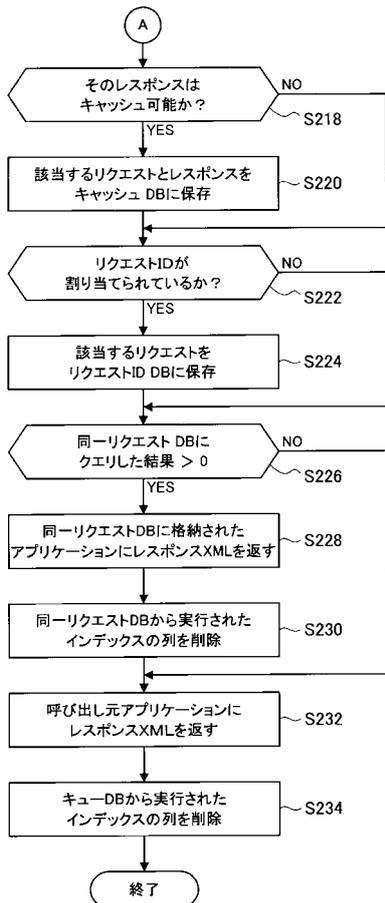 A
そのレスポンスは
キャッシュ可能か?
NO
S218
YES
該当するリクエストとレスポンスを
キャッシュ DBに保存
S220
リクエストIDが
割り当てられているか?
NO
S222
YES
該当するリクエストを
リクエストID DBに保存
S224
同一リクエスト DBに
クエリした結果 > 0
NO
S226
YES
同一リクエストDBに格納された
アプリケーションにレスポンスXMLを返す
S228
同一リクエストDBから実行された
インデックスの列を削除
S230
呼び出し元アプリケーションに
レスポンスXMLを返す
S232
キューDBから実行された
インデックスの列を削除
S234
終了